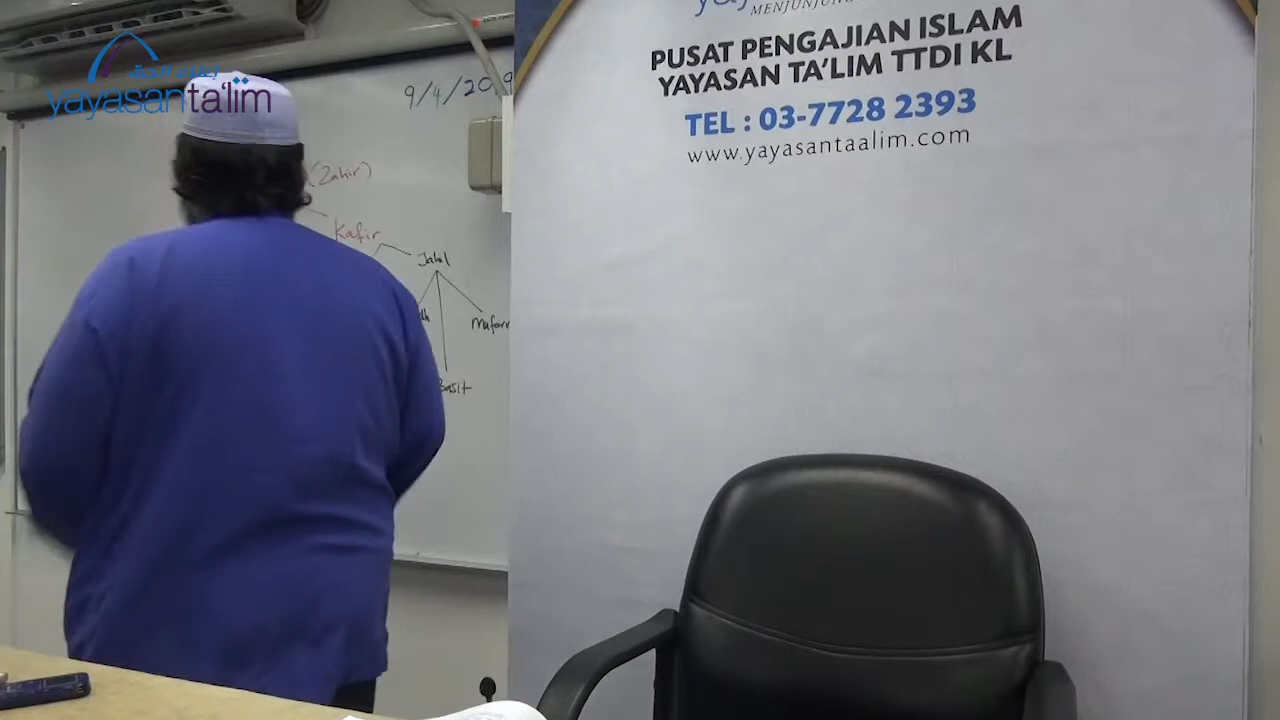 yayasanta'lim
9/4/2019
(Zahir)
Kafir
Jahil
Basit
MENJUNJUNG
PUSAT PENGAJIAN ISLAM
YAYASAN TA'LIM TTDI KL
TEL : 03-7728 2393
www.yayasantaalim.com